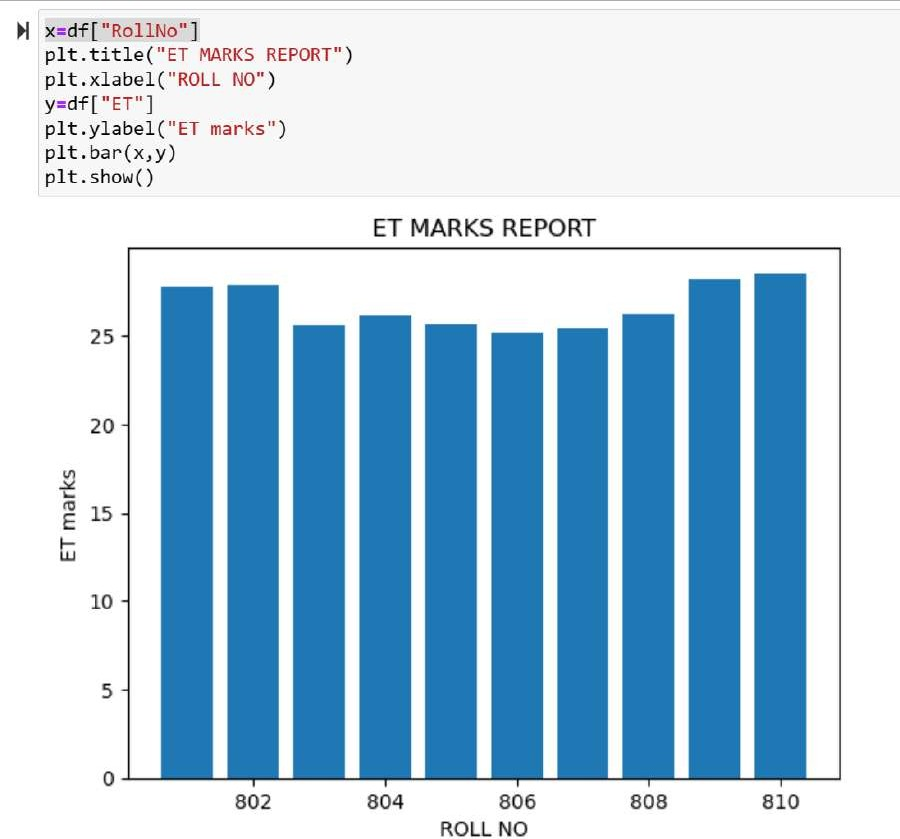 x=df["RollNo"]
plt.title("ET MARKS REPORT")
plt.xlabel("ROLL NO")
y=df["ET"]
plt.ylabel("ET marks")
plt.bar(x,y)
plt.show()
ET MARKS REPORT
25
20
15
10
5
0
ET marks
802 804 806 808 810
ROLL NO